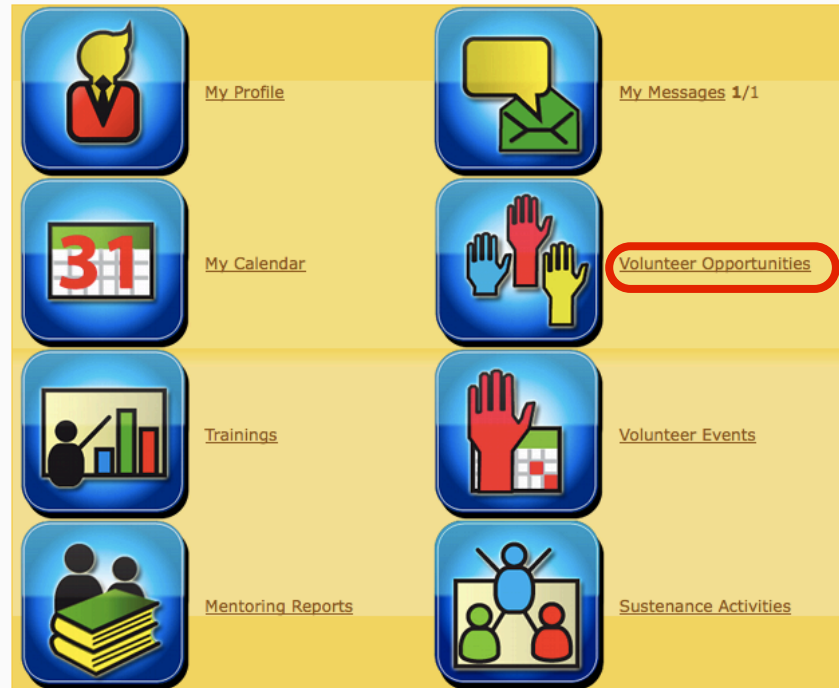 My Profile
My Messages 1/1
31
My Calendar
Volunteer Opportunities
Trainings
Volunteer Events
Mentoring Reports
Sustenance Activities